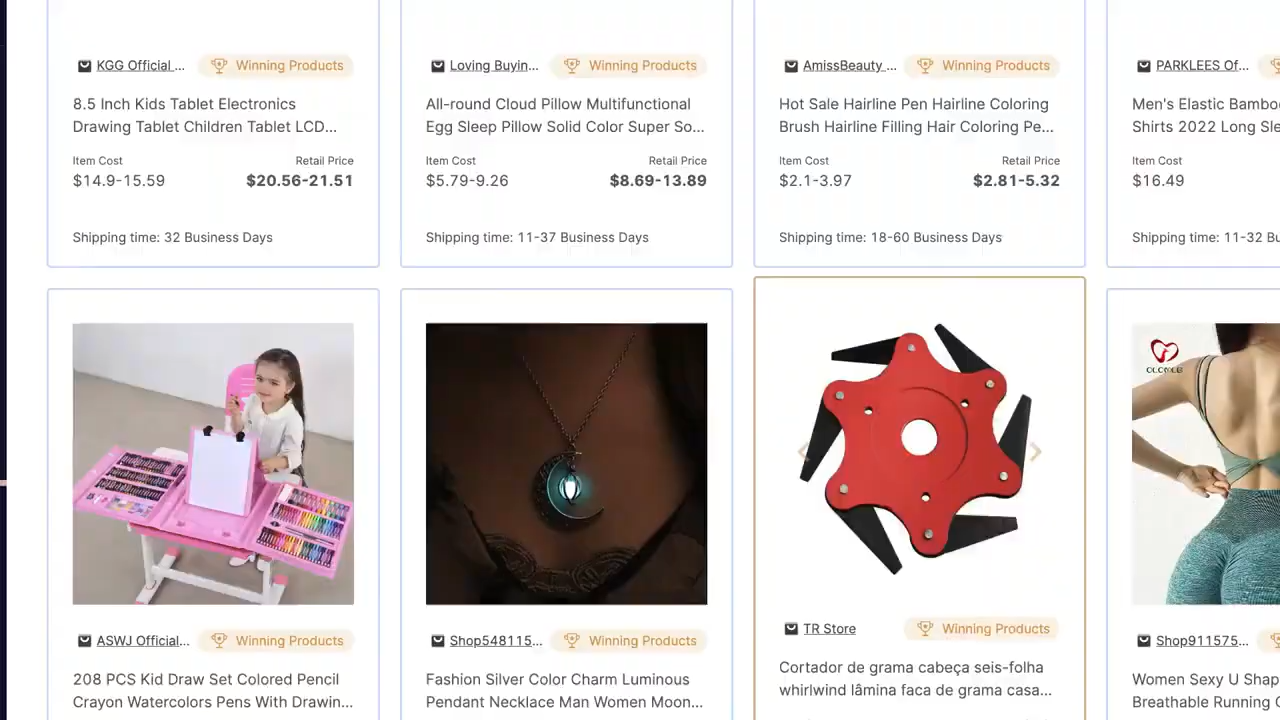 KGG Official ...
Winning Products
8.5 Inch Kids Tablet Electronics
Drawing Tablet Children Tablet LCD...
Item Cost
Retail Price
$14.9-15.59
$20.56-21.51
Shipping time: 32 Business Days
Loving Buyin...
Winning Products
All-round Cloud Pillow Multifunctional
Egg Sleep Pillow Solid Color Super So...
Item Cost
Retail Price
$5.79-9.26
$8.69-13.89
Shipping time: 11-37 Business Days
AmissBeauty ...
Winning Products
Hot Sale Hairline Pen Hairline Coloring
Brush Hairline Filling Hair Coloring Pe...
Item Cost
Retail Price
$2.1-3.97
$2.81-5.32
Shipping time: 18-60 Business Days
PARKLEES Of...
Men's Elastic
Shirts 2022 Long
Item Cost
$16.49
Shipping time: 11-32
ASWJ Official...
Winning Products
208 PCS Kid Draw Set Colored Pencil
Crayon Watercolors Pens With Drawin...
Shop548115...
Winning Products
Fashion Silver Color Charm Luminous
Pendant Necklace Man Women Moon...
TR Store
Winning Products
Cortador de grama cabeça seis-folha
whirlwind lâmina faca de grama casa...
Shop911575...
Women Sexy U
Breathable Running